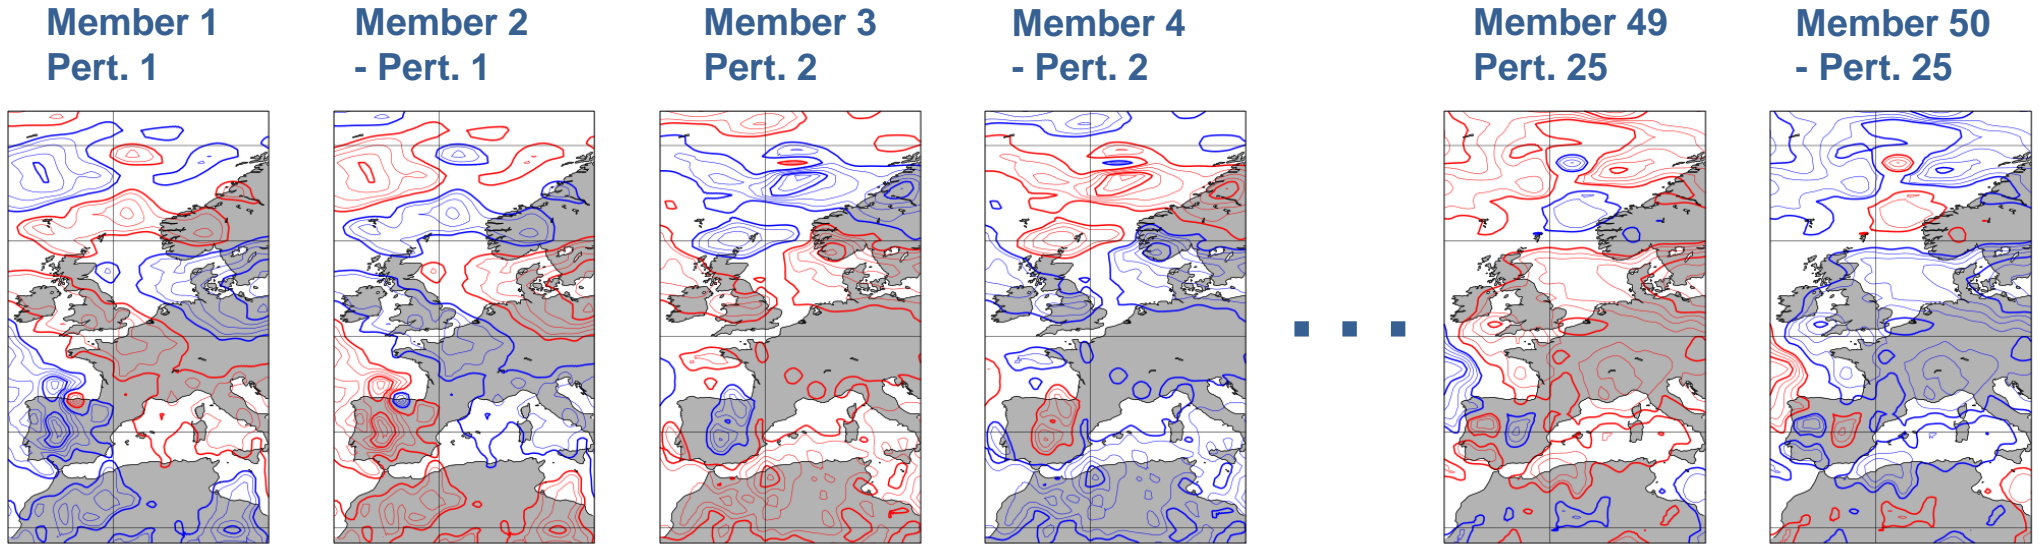 Member 1
Pert. 1
Member 2
- Pert. 1
Member 3
Pert. 2
Member 4
- Pert. 2
Member 49
Pert. 25
Member 50
- Pert. 25